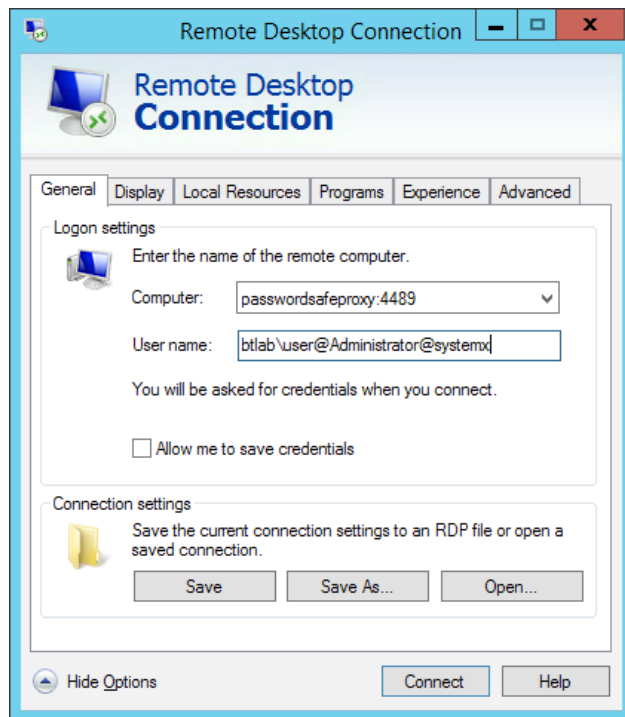 Remote Desktop Connection
Remote Desktop
Connection
General Display Local Resources Programs Experience Advanced
Logon settings
Enter the name of the remote computer.
Computer: passwordsafeproxy:4489
User name: btlab\user@Administrator@systemx
You will be asked for credentials when you connect.
Allow me to save credentials
Connection settings
Save the current connection settings to an RDP file or open a
saved connection.
Save Save As... Open...
Hide Options Connect Help